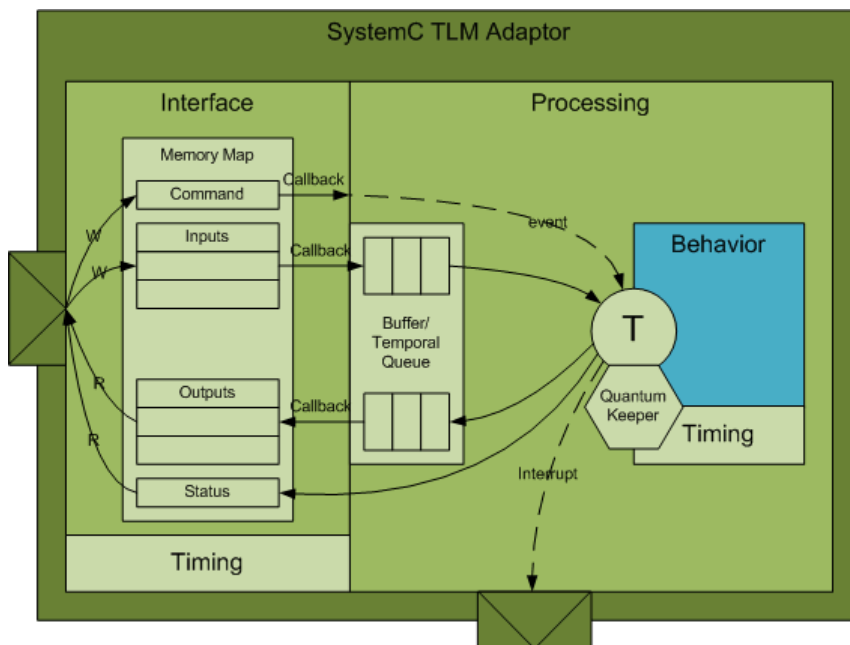 SystemC TLM Adaptor
Interface
Processing
Memory Map
Command
Callback
event
W
Inputs
W
Callback
Behavior
Buffer/
Temporal
Queue
T
Outputs
R
Callback
Quantum
Keeper
Timing
R
Status
Interrupt
Timing